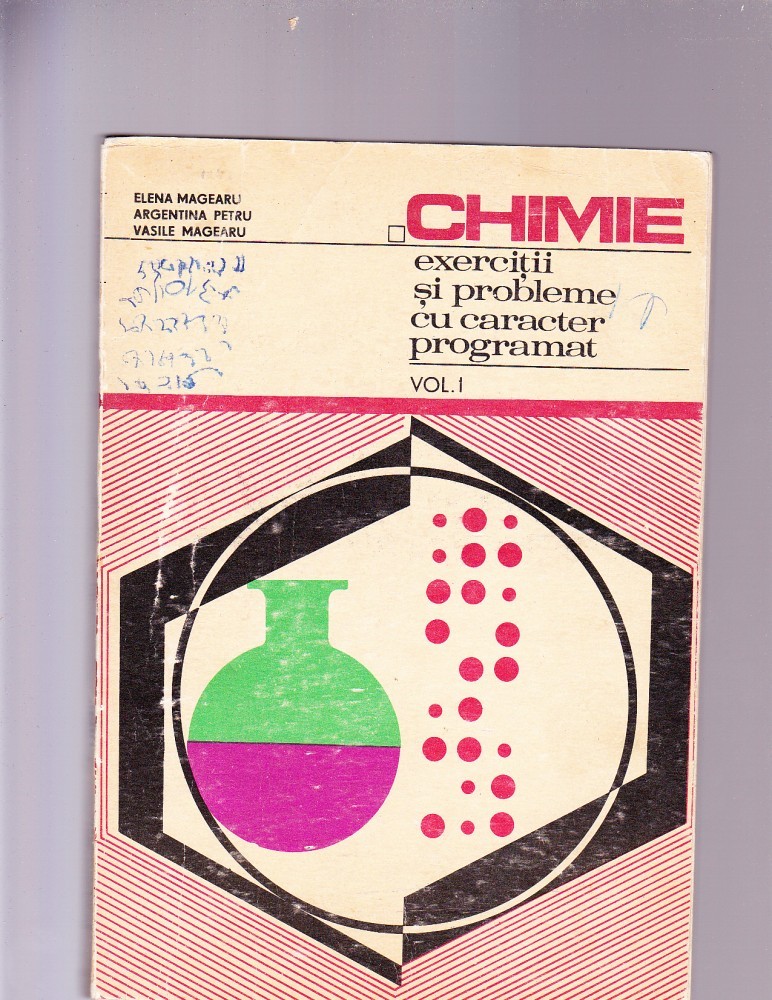 ELENA MAGEARU
ARGENTINA PETRU
VASILE MAGEARU
CHIMIE
exerciții
și probleme
cu caracter
programat
VOL.I